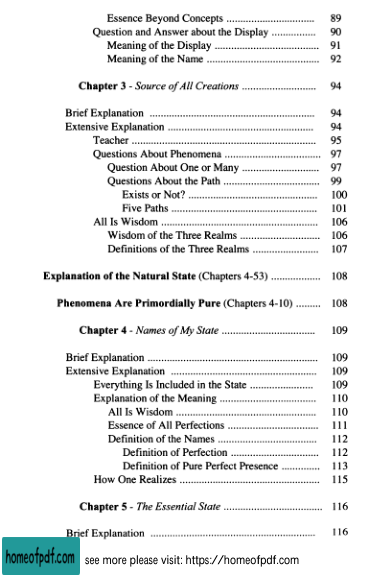 Essence Beyond Concepts ................................ 89
Question and Answer about the Display ................ 90
Meaning of the Display ...................................... 91
Meaning of the Name ......................................... 92
Chapter 3 - Source of All Creations ........................... 94
Brief Explanation ............................................................ 94
Extensive Explanation ..................................................... 94
Teacher .................................................................... 95
Questions About Phenomena ................................... 97
Question About One or Many ............................ 97
Questions About the Path .................................. 99
Exists or Not? ............................................... 100
Five Paths ..................................................... 101
All Is Wisdom ......................................................... 106
Wisdom of the Three Realms ............................. 106
Definitions of the Three Realms ........................ 107
Explanation of the Natural State (Chapters 4-53) .................. 108
Phenomena Are Primordially Pure (Chapters 4-10) ......... 108
Chapter 4 - Names of My State .................................. 109
Brief Explanation ............................................................. 109
Extensive Explanation ..................................................... 109
Everything Is Included in the State ....................... 109
Explanation of the Meaning ................................... 110
All Is Wisdom .................................................. 110
Essence of All Perfections ................................ 111
Definition of the Names .................................... 112
Definition of Perfection ................................ 112
Definition of Pure Perfect Presence .............. 113
How One Realizes .................................................. 115
Chapter 5 - The Essential State .................................... 116
Brief Explanation ............................................................ 116
homeofpdf.com see more please visit: https://homeofpdf.com